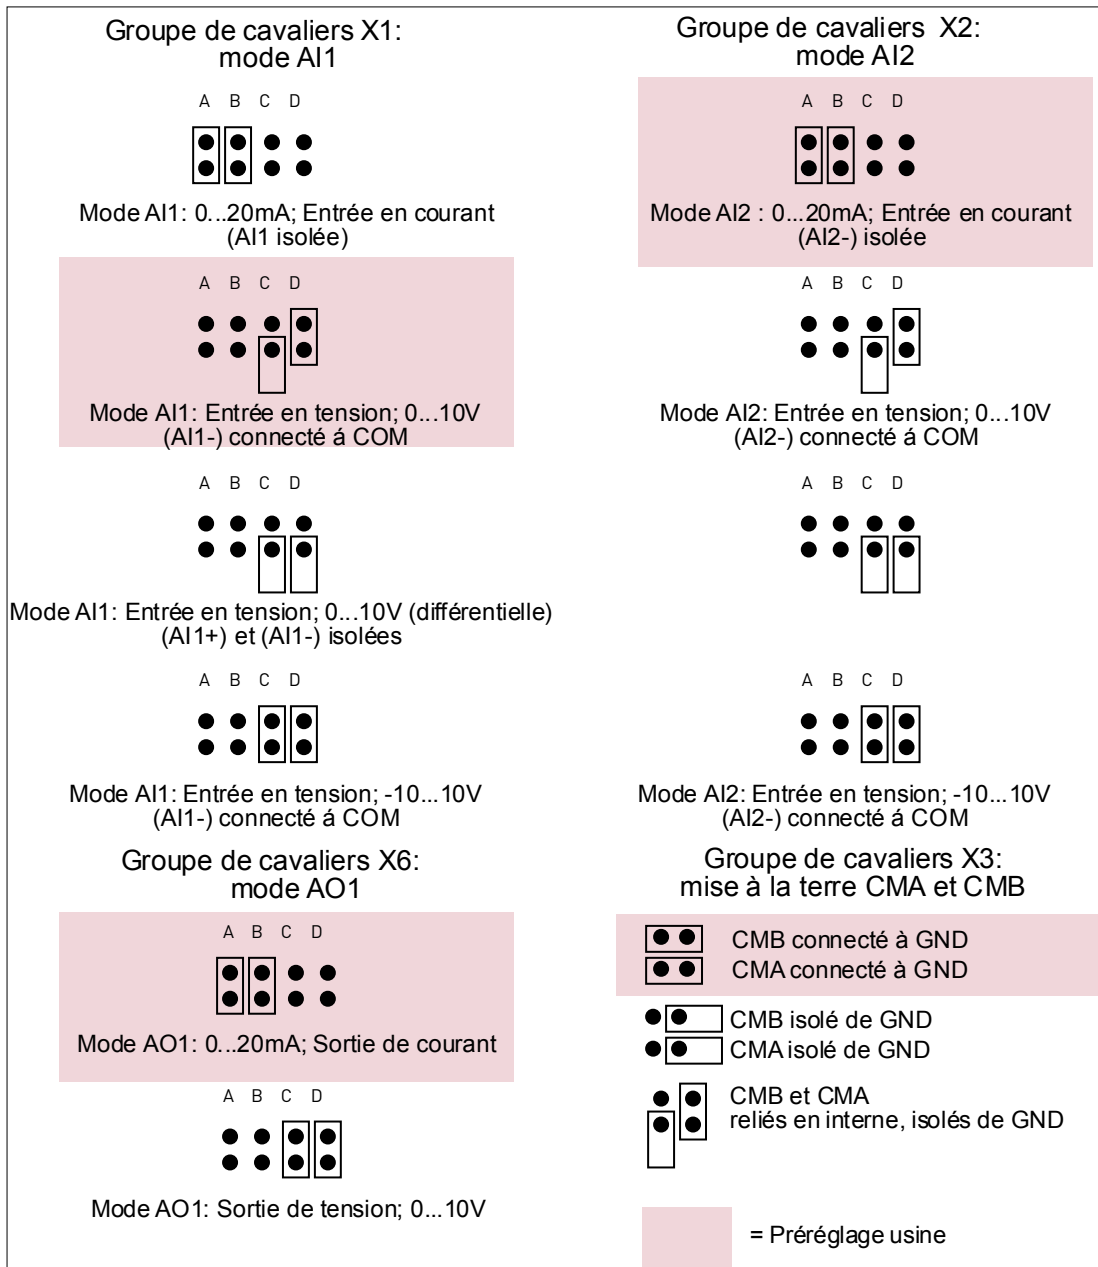 Groupe de cavaliers X1:
mode AI1
A B C D
Mode AI1: 0...20mA; Entrée en courant
(AI1 isolée)
A B C D
Mode AI1: Entrée en tension; 0...10V
(AI1-) connecté á COM
A B C D
Mode AI1: Entrée en tension; 0...10V (différentielle)
(AI1+) et (AI1-) isolées
A B C D
Mode AI1: Entrée en tension; -10...10V
(AI1-) connecté á COM
Groupe de cavaliers X2:
mode AI2
A B C D
Mode AI2 : 0...20mA; Entrée en courant
(AI2-) isolée
A B C D
Mode AI2: Entrée en tension; 0...10V
(AI2-) connecté á COM
A B C D
A B C D
Mode AI2: Entrée en tension; -10...10V
(AI2-) connecté á COM
Groupe de cavaliers X6:
mode AO1
A B C D
Mode AO1: 0...20mA; Sortie de courant
A B C D
Mode AO1: Sortie de tension; 0...10V
Groupe de cavaliers X3:
mise à la terre CMA et CMB
CMB connecté à GND
CMA connecté à GND
CMB isolé de GND
CMA isolé de GND
CMB et CMA
reliés en interne, isolés de GND
= Préréglage usine